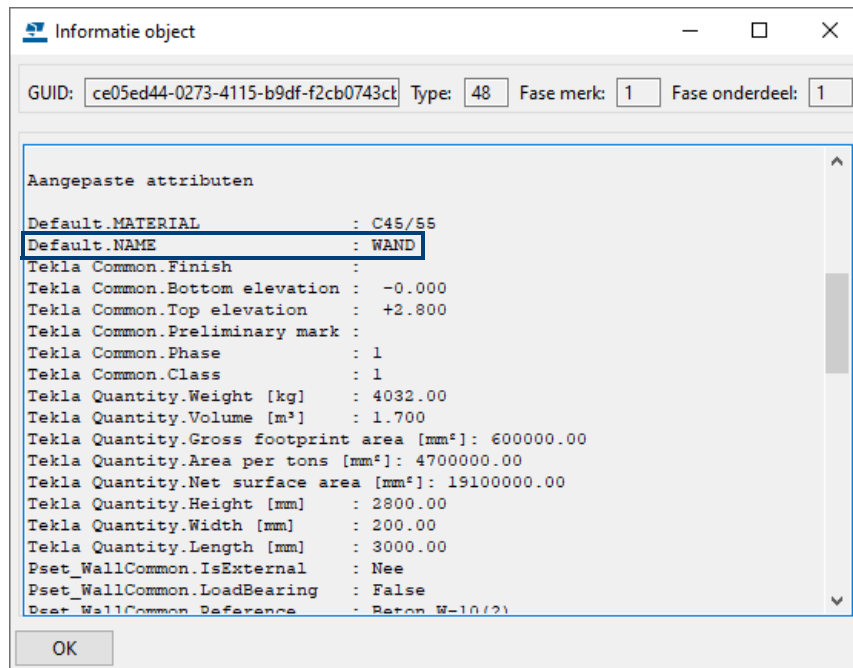 Informatie object
GUID: ce05ed44-0273-4115-b9df-f2cb0743cb Type: 48 Fase merk: 1 Fase onderdeel: 1
Aangepaste attributen
Default.MATERIAL : C45/55
Default.NAME : WAND
Tekla Common.Finish :
Tekla Common.Bottom elevation : -0.000
Tekla Common.Top elevation : +2.800
Tekla Common.Preliminary mark :
Tekla Common.Phase : 1
Tekla Common.Class : 1
Tekla Quantity.Weight [kg] : 4032.00
Tekla Quantity.Volume [m³] : 1.700
Tekla Quantity.Gross footprint area [mm²]: 600000.00
Tekla Quantity.Area per tons [mm²]: 4700000.00
Tekla Quantity.Net surface area [mm²]: 19100000.00
Tekla Quantity.Height [mm] : 2800.00
Tekla Quantity.Width [mm] : 200.00
Tekla Quantity.Length [mm] : 3000.00
Pset_WallCommon.IsExternal : Nee
Pset_WallCommon.LoadBearing : False
Pset_WallCommon.Reference : Beton_W-10(2)
OK